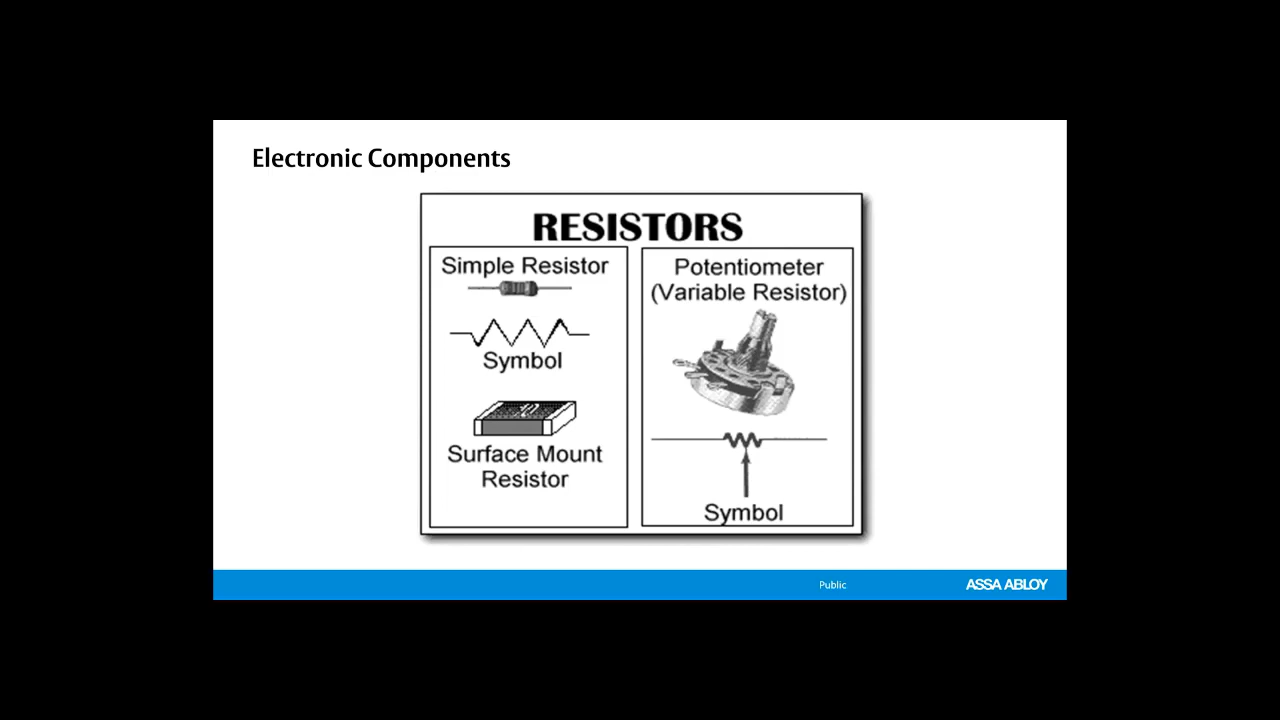 Electronic Components
RESISTORS
Simple Resistor
Symbol
Surface Mount
Resistor
Potentiometer
(Variable Resistor)
Symbol
Public
ASSA ABLOY